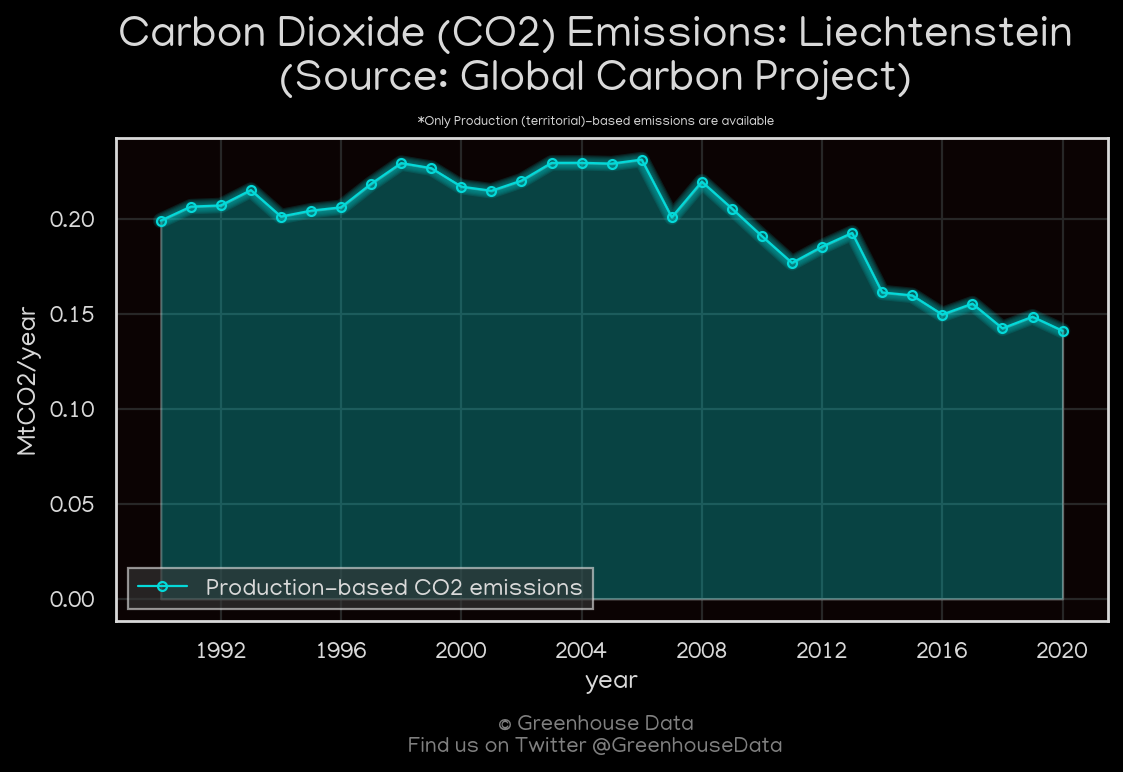 Carbon Dioxide (CO2) Emissions: Liechtenstein
(Source: Global Carbon Project)
*Only Production (territorial)-based emissions are available
MtCO2/year
0.20
0.15
0.10
0.05
0.00
Production-based CO2 emissions
1992 1996 2000 2004 2008 2012 2016 2020
year
© Greenhouse Data
Find us on Twitter @GreenhouseData